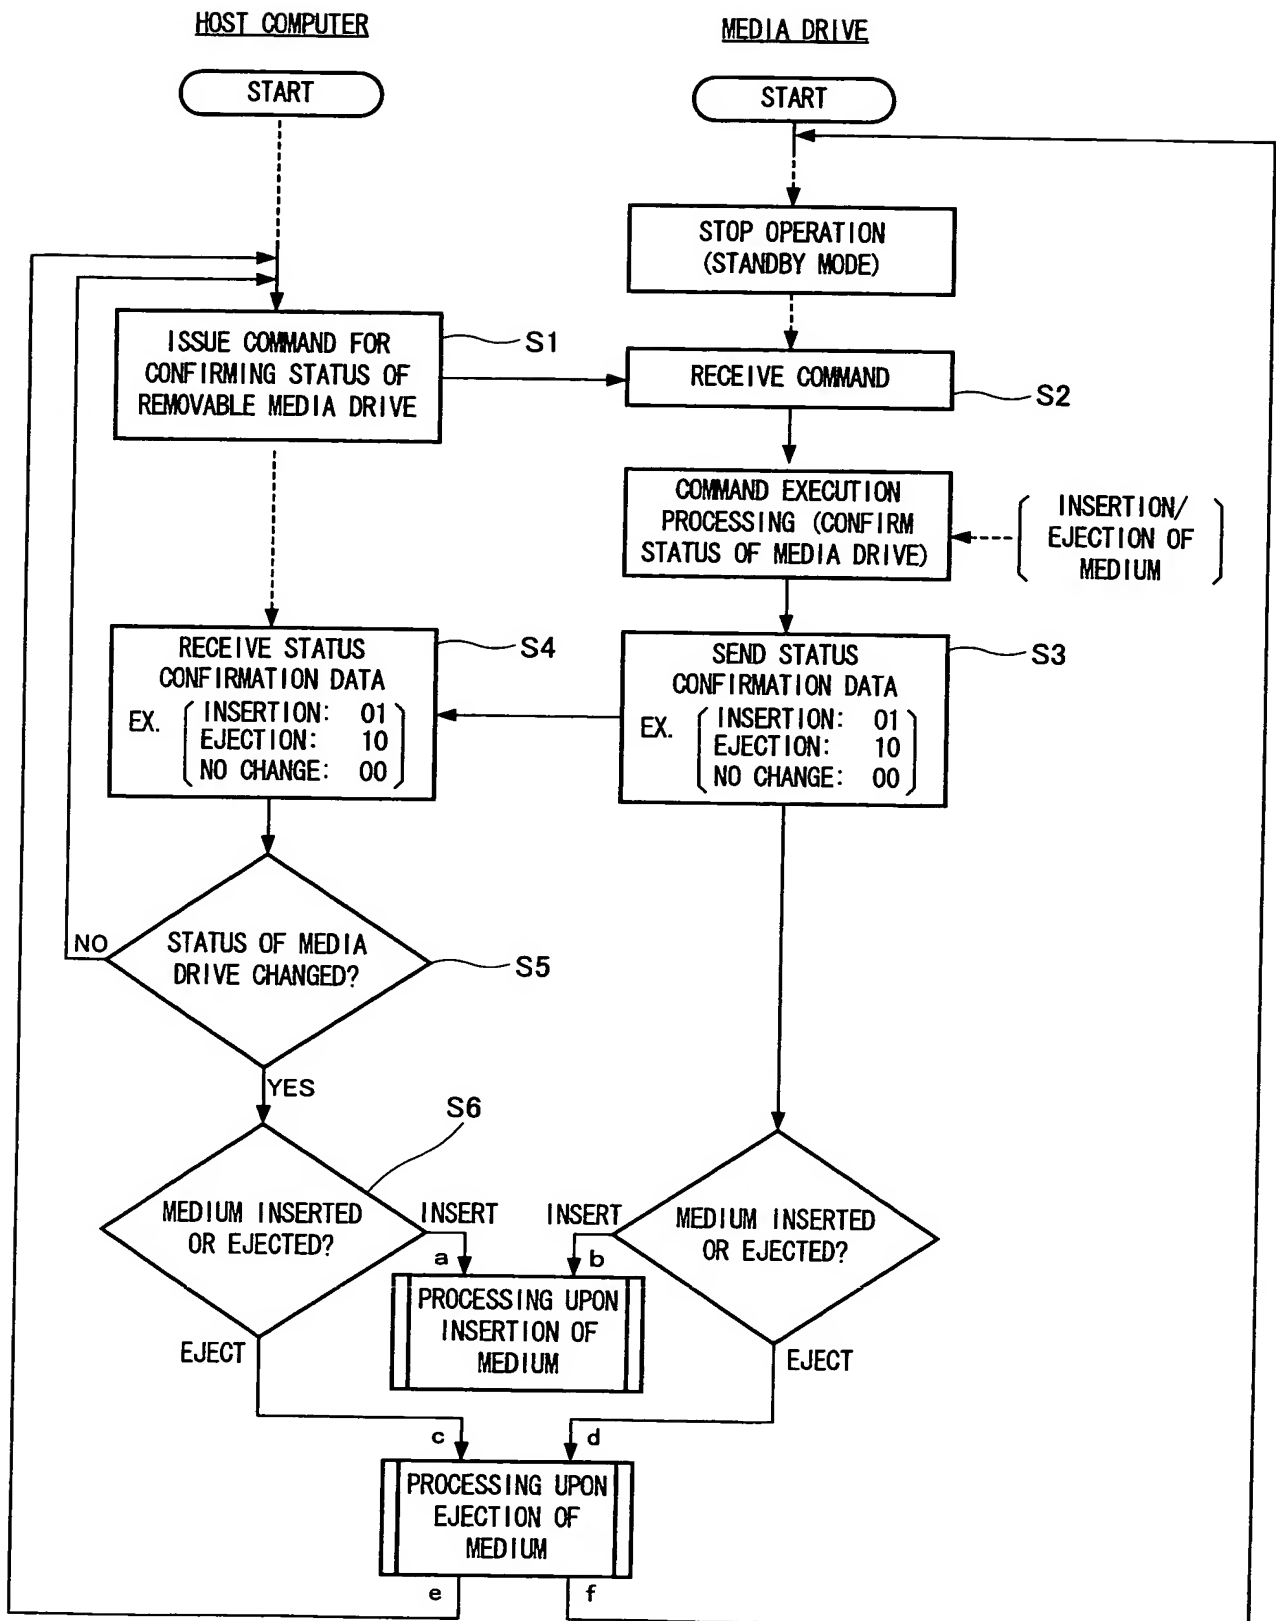 HOST COMPUTER
MEDIA DRIVE
START
START
STOP OPERATION
(STANDBY MODE)
ISSUE COMMAND FOR
CONFIRMING STATUS OF
REMOVABLE MEDIA DRIVE
S1
RECEIVE COMMAND
S2
COMMAND EXECUTION
PROCESSING (CONFIRM
STATUS OF MEDIA DRIVE)
INSERTION/
EJECTION OF
MEDIUM
RECEIVE STATUS
CONFIRMATION DATA
EX.
INSERTION: 01
EJECTION: 10
NO CHANGE: 00
S4
SEND STATUS
CONFIRMATION DATA
EX.
INSERTION: 01
EJECTION: 10
NO CHANGE: 00
S3
STATUS OF MEDIA
DRIVE CHANGED?
NO
S5
YES
S6
MEDIUM INSERTED
OR EJECTED?
INSERT
INSERT
MEDIUM INSERTED
OR EJECTED?
a
b
PROCESSING UPON
INSERTION OF
MEDIUM
EJECT
EJECT
c
d
PROCESSING UPON
EJECTION OF
MEDIUM
e
f